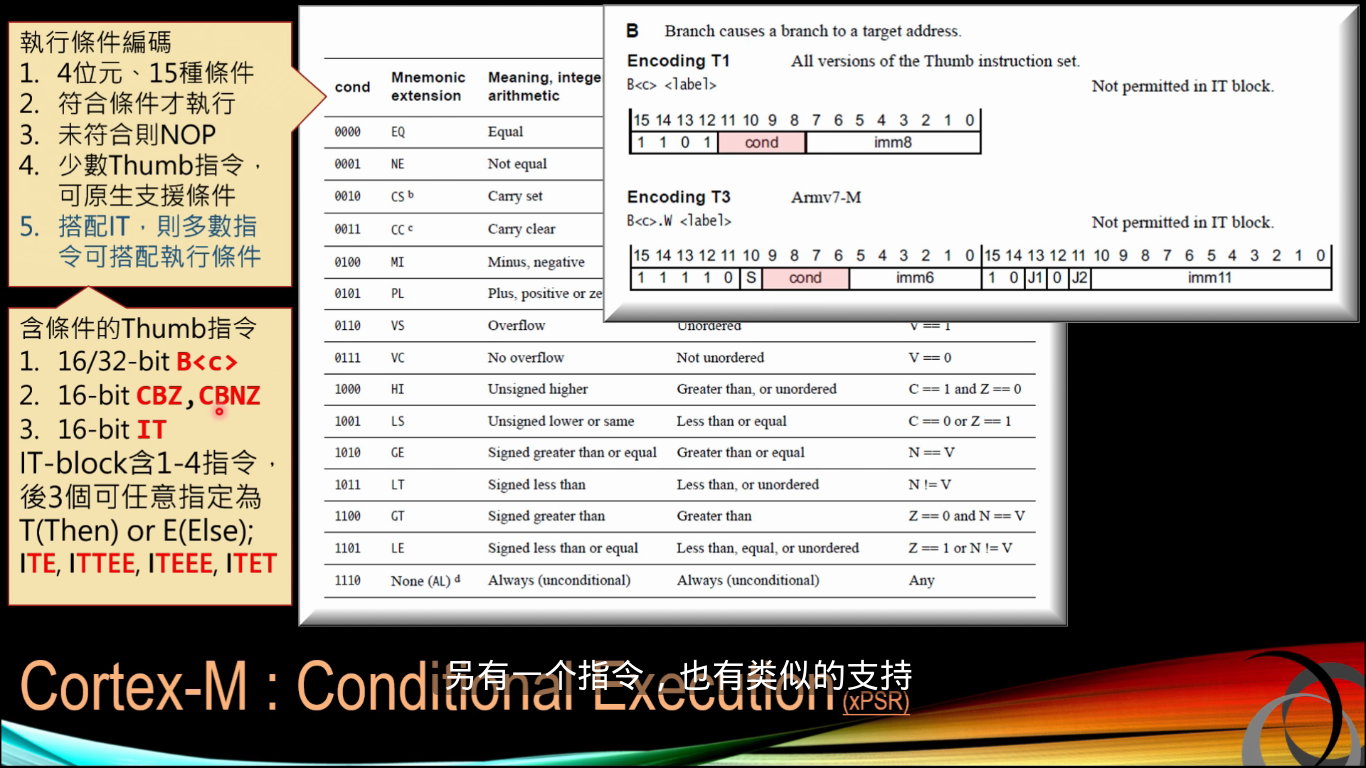 執行條件編碼
1. 4位元、15種條件
2. 符合條件才執行
3. 未符合則NOP
4. 少數Thumb指令，
可原生支援條件
5. 搭配IT，則多數指
令可搭配執行條件
含條件的Thumb指令
1. 16/32-bit B<c>
2. 16-bit CBZ,CBNZ
3. 16-bit IT
IT-block含1-4指令，
後3個可任意指定為
T(Then) or E(Else);
ITE, ITTEE, ITEEE, ITET
cond Mnemonic extension Meaning, intege arithmetic
0000 EQ Equal
0001 NE Not equal
0010 CS b Carry set
0011 CC c Carry clear
0100 MI Minus, negative
0101 PL Plus, positive or ze
0110 VS Overflow Unordered V == 1
0111 VC No overflow Not unordered V == 0
1000 HI Unsigned higher Greater than, or unordered C == 1 and Z == 0
1001 LS Unsigned lower or same Less than or equal C == 0 or Z == 1
1010 GE Signed greater than or equal Greater than or equal N == V
1011 LT Signed less than Less than, or unordered N != V
1100 GT Signed greater than Greater than Z == 0 and N == V
1101 LE Signed less than or equal Less than, equal, or unordered Z == 1 or N != V
1110 None (AL) d Always (unconditional) Always (unconditional) Any
B Branch causes a branch to a target address.
Encoding T1 All versions of the Thumb instruction set.
B<c> <label> Not permitted in IT block.
15 14 13 12 11 10 9 8 7 6 5 4 3 2 1 0
1 1 0 1 cond imm8
Encoding T3 Armv7-M
B<c>.W <label> Not permitted in IT block.
15 14 13 12 11 10 9 8 7 6 5 4 3 2 1 0 15 14 13 12 11 10 9 8 7 6 5 4 3 2 1 0
1 1 1 1 0 S cond imm6 1 0 J1 0 J2 imm11
Cortex-M : Conditional Execution (xPSR)
另有一个指令，也有类似的支持